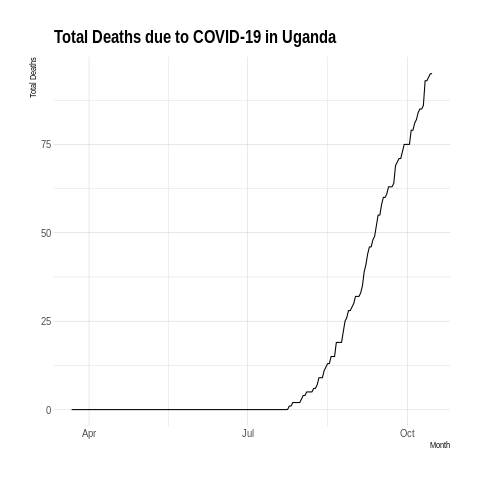 Total Deaths due to COVID-19 in Uganda
Total Deaths
75
50
25
0
Apr
Jul
Oct
Month